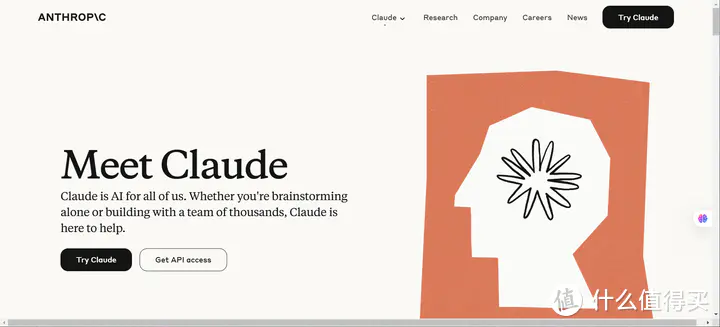 ANTHROP\C
Claude Research Company Careers News Try Claude
Meet Claude
Claude is AI for all of us. Whether you're brainstorming
alone or building with a team of thousands, Claude is
here to help.
Try Claude Get API access
值 什么值得买